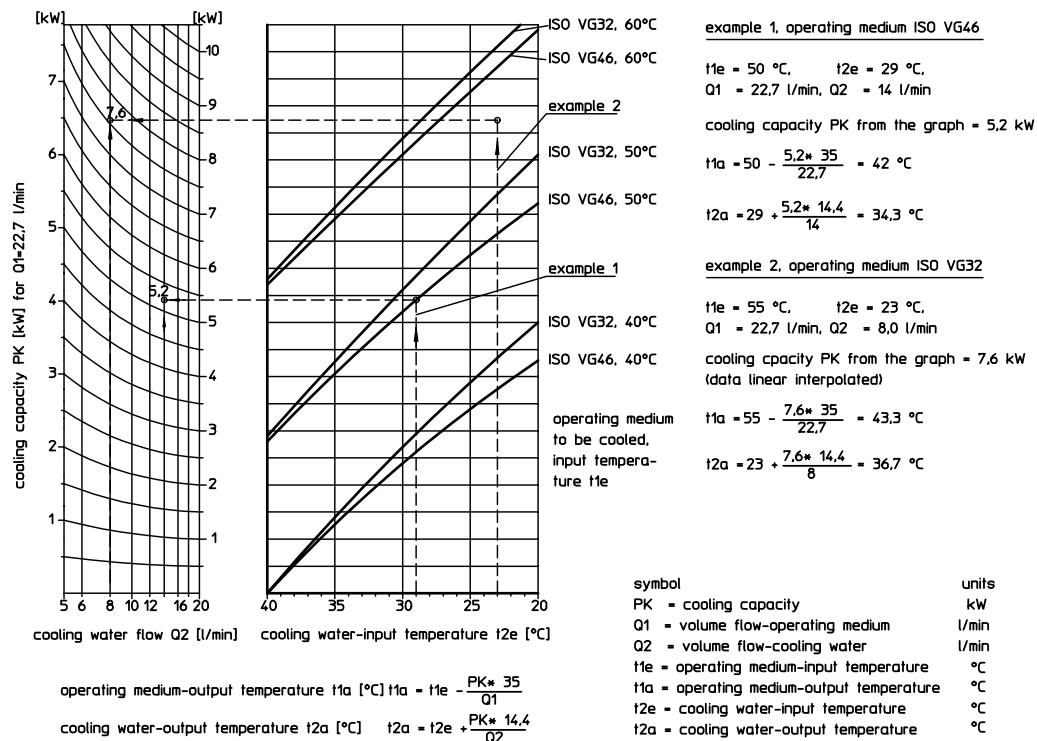 [kW]
[kW]
10
9
8
7
6
5
4
3
2
1
7
6
5
4
3
2
1
7,6
5,2
cooling capacity PK [kW] for Q1=22,7 l/min
5 6 8 10 12 14 16 20
cooling water flow Q2 [l/min]
40 35 30 29 20
cooling water-input temperature t2e [°C]
ISO VG32, 60°C
ISO VG46, 60°C
example 2
ISO VG32, 50°C
ISO VG46, 50°C
example 1
ISO VG32, 40°C
ISO VG46, 40°C
operating medium
to be cooled,
input tempera-
ture t1e
example 1, operating medium ISO VG46
t1e = 50 °C, t2e = 29 °C,
Q1 = 22,7 l/min, Q2 = 14 l/min
cooling capacity PK from the graph = 5,2 kW
t1a = 50 - 5,2* 35 / 22,7 = 42 °C
t2a = 29 + 5,2* 14,4 / 14 = 34,3 °C
example 2, operating medium ISO VG32
t1e = 55 °C, t2e = 23 °C,
Q1 = 22,7 l/min, Q2 = 8,0 l/min
cooling cpacity PK from the graph = 7,6 kW
(data linear interpolated)
t1a = 55 - 7,6* 35 / 22,7 = 43,3 °C
t2a = 23 + 7,6* 14,4 / 8 = 36,7 °C
symbol units
PK = cooling capacity kW
Q1 = volume flow-operating medium l/min
Q2 = volume flow-cooling water l/min
t1e = operating medium-input temperature °C
t1a = operating medium-output temperature °C
t2e = cooling water-input temperature °C
t2a = cooling water-output temperature °C
operating medium-output temperature t1a [°C] t1a = t1e - PK* 35 / Q1
cooling water-output temperature t2a [°C] t2a = t2e + PK* 14,4 / Q2